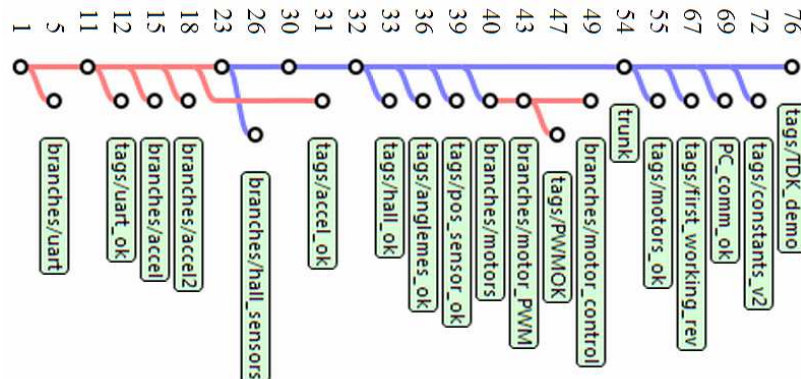 1 5 11 12 15 18 23 26 30 31 32 33 36 39 40 43 47 49 54 55 67 69 72 76
branches/uart
tags/uart_ok
branches/accel
branches/accel2
branches/hall_sensors
tags/accel_ok
tags/hall_ok
tags/anglemes_ok
tags/pos_sensor_ok
branches/motors
branches/motor_PWM
tags/PWMOK
branches/motor_control
trunk
tags/motors_ok
tags/first_working_rev
PC_comm_ok
tags/constants_v2
tags/TDK_demo